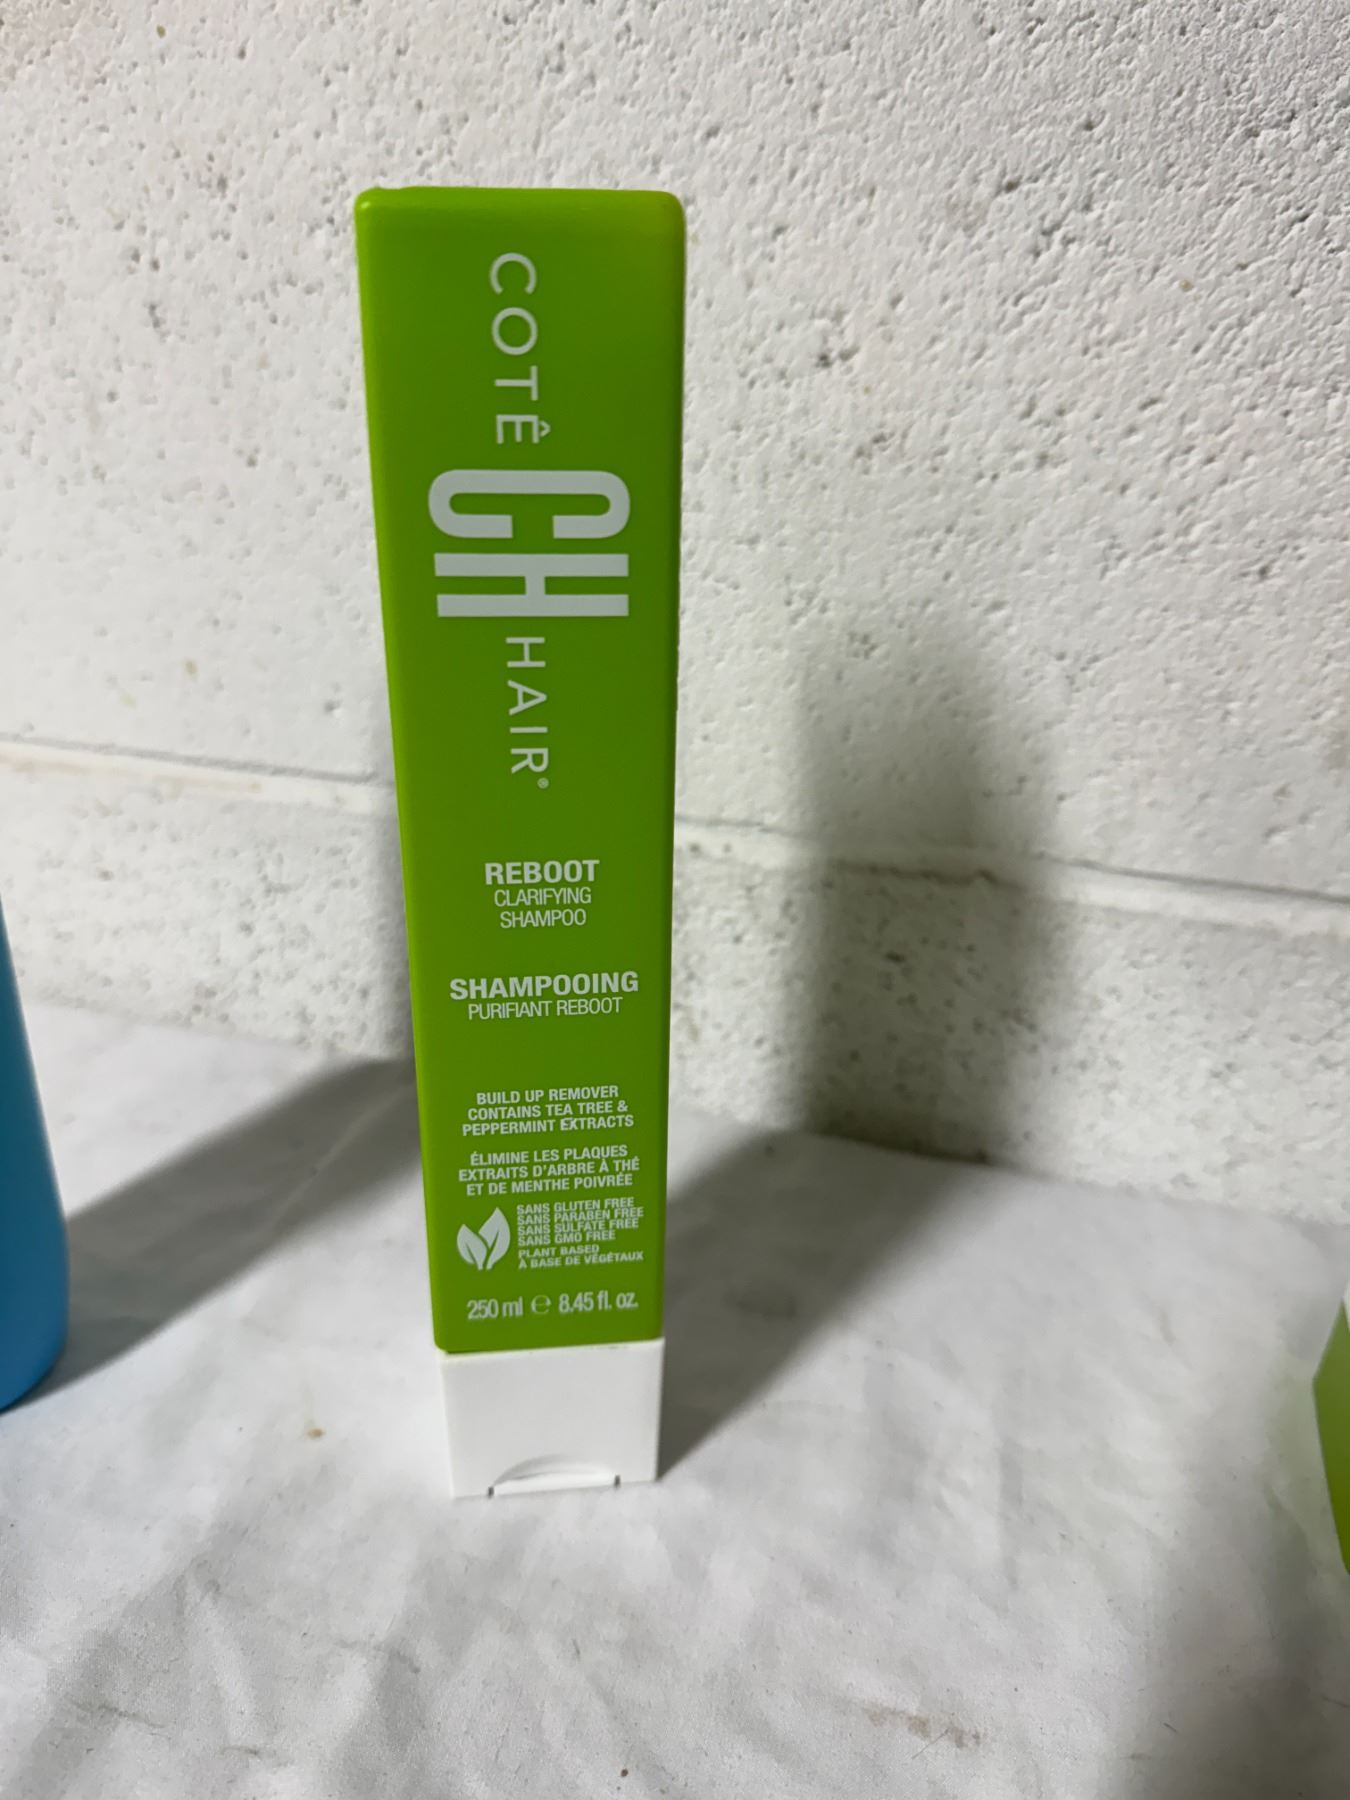 COTÊ
CH
HAIR®
REBOOT
CLARIFYING
SHAMPOO
SHAMPOOING
PURIFIANT REBOOT
BUILD UP REMOVER
CONTAINS TEA TREE &
PEPPERMINT EXTRACTS
ÉLIMINE LES PLAQUES
EXTRAITS D'ARBRE À THÉ
ET DE MENTHE POIVRÉE
SANS GLUTEN FREE
SANS PARABEN FREE
SANS SULFATE FREE
SANS GMO FREE
PLANT BASED
À BASE DE VÉGÉTAUX
250 ml ℮ 8.45 fl. oz.